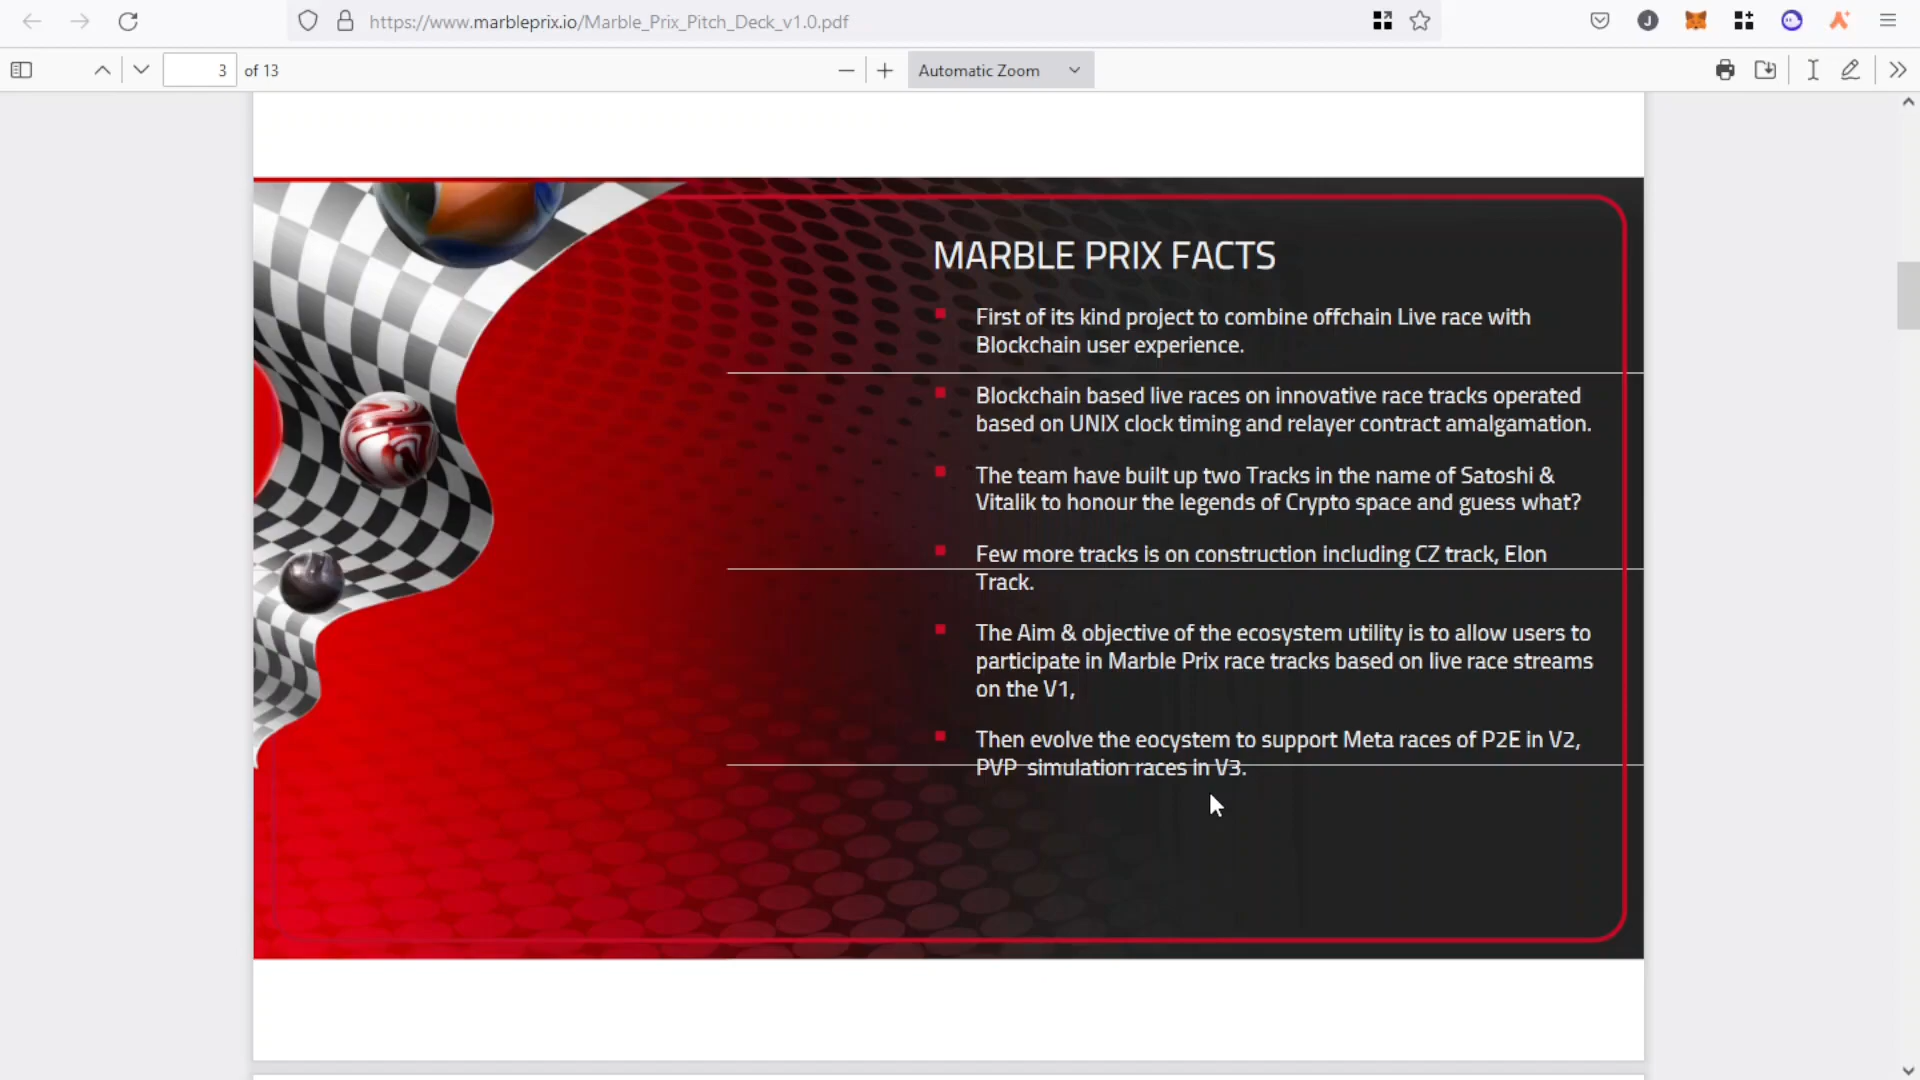 https://www.marbleprix.io/Marble_Prix_Pitch_Deck_v1.0.pdf
J
3 of 13
Automatic Zoom
MARBLE PRIX FACTS
First of its kind project to combine offchain Live race with
Blockchain user experience.
Blockchain based live races on innovative race tracks operated
based on UNIX clock timing and relayer contract amalgamation.
The team have built up two Tracks in the name of Satoshi &
Vitalik to honour the legends of Crypto space and guess what?
Few more tracks is on construction including CZ track, Elon
Track.
The Aim & objective of the ecosystem utility is to allow users to
participate in Marble Prix race tracks based on live race streams
on the V1,
Then evolve the eocystem to support Meta races of P2E in V2,
PVP  simulation races in V3.